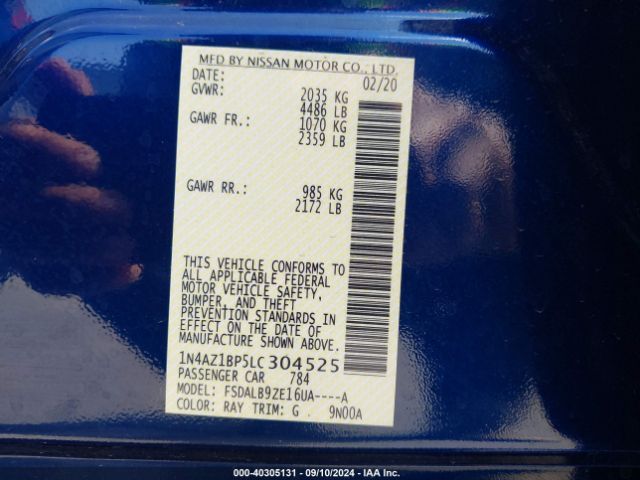 MFD BY NISSAN MOTOR CO., LTD.
DATE: 02/20
GVWR: 2035 KG
4486 LB
GAWR FR.: 1070 KG
2359 LB
GAWR RR.: 985 KG
2172 LB
THIS VEHICLE CONFORMS TO
ALL APPLICABLE FEDERAL
MOTOR VEHICLE SAFETY,
BUMPER, AND THEFT
PREVENTION STANDARDS IN
EFFECT ON THE DATE OF
MANUFACTURE SHOWN ABOVE.
1N4AZ1BP5LC304525
PASSENGER CAR 784
MODEL: FSDALB9ZE16UA----A
COLOR: RAY TRIM: G 9N00A
000-40305131 - 09/10/2024 - IAA Inc.